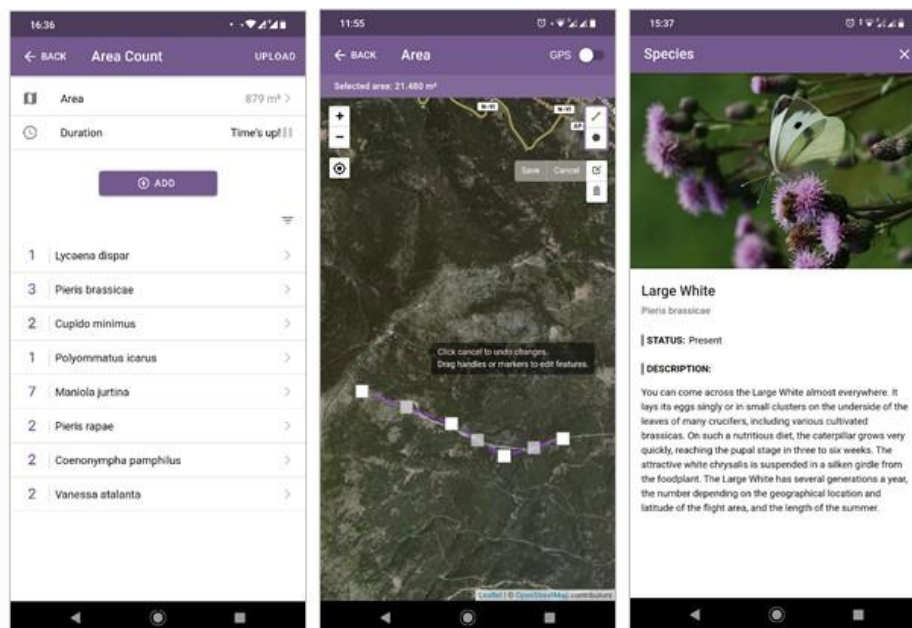 16:36
BACK Area Count UPLOAD
Area 879 m²
Duration Time's up!
ADD
1 Lycaena dispar
3 Pieris brassicae
2 Cupido minimus
1 Polyommatus icarus
7 Maniola jurtina
2 Pieris rapae
2 Coenonympha pamphilus
2 Vanessa atalanta
11:55
BACK Area GPS
Selected area: 21.480 m²
+
−
N-VI
N-VI
AP-
Save Cancel
Click cancel to undo changes.
Drag handles or markers to edit features.
Leaflet | © OpenStreetMap contributors
15:37
Species
Large White
Pieris brassicae
STATUS: Present
DESCRIPTION:
You can come across the Large White almost everywhere. It
lays its eggs singly or in small clusters on the underside of the
leaves of many crucifers, including various cultivated
brassicas. On such a nutritious diet, the caterpillar grows very
quickly, reaching the pupal stage in three to six weeks. The
attractive white chrysalis is suspended in a silken girdle from
the foodplant. The Large White has several generations a year,
the number depending on the geographical location and
latitude of the flight area, and the length of the summer.